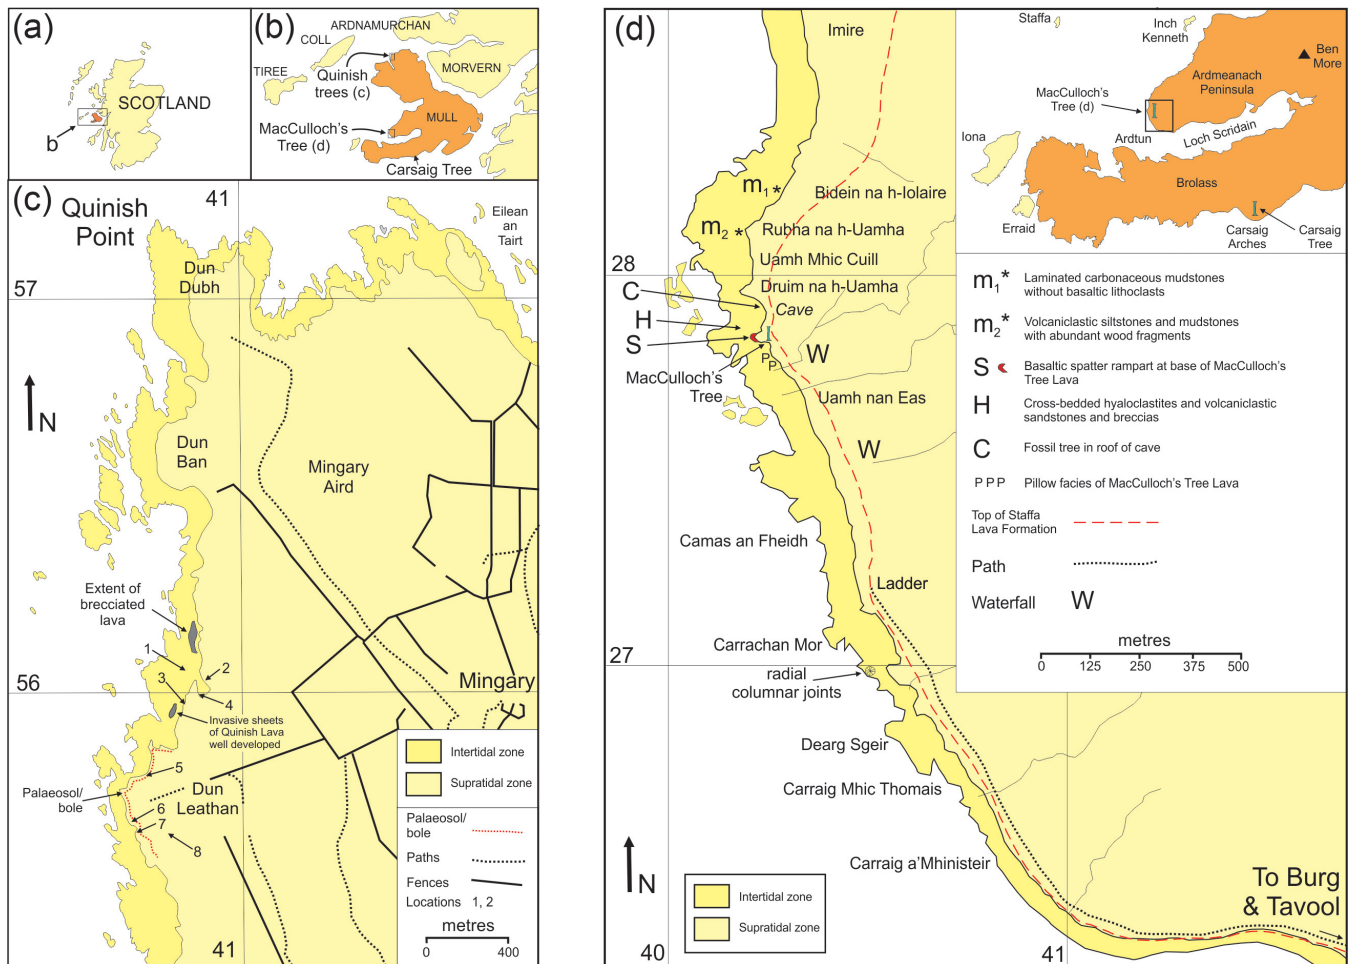 (a)
SCOTLAND
b
(b)
ARDNAMURCHAN
COLL
TIREE
MORVERN
Quinish
trees (c)
MULL
MacCulloch's
Tree (d)
Carsaig Tree
(c)
Quinish
Point
41
Eilean
an
Tairt
Dun
Dubh
57
N
Dun
Ban
Mingary
Aird
Extent of
brecciated
lava
1
2
3
4
56
Mingary
Invasive sheets
of Quinish Lava
well developed
5
Palaeosol/
bole
Dun
Leathan
6
7
8
41
Intertidal zone
Supratidal zone
Palaeosol/
bole
Paths
Fences
Locations 1, 2
metres
0 400
(d)
Imire
m1*
Bidein na h-Iolaire
m2*
Rubha na h-Uamha
Uamh Mhic Cuill
28
Druim na h-Uamha
C
Cave
H
S
W
PP
MacCulloch's
Tree
Uamh nan Eas
W
Camas an Fheidh
Ladder
Carrachan Mor
27
radial
columnar joints
Dearg Sgeir
Carraig Mhic Thomais
Carraig a'Mhinisteir
N
Intertidal zone
Supratidal zone
To Burg
& Tavool
40
41
Staffa
Inch
Kenneth
Ben
More
Ardmeanach
Peninsula
MacCulloch's
Tree (d)
Iona
Ardtun
Loch Scridain
Brolass
Erraid
Carsaig
Arches
Carsaig
Tree
m1* Laminated carbonaceous mudstones
without basaltic lithoclasts
m2* Volcaniclastic siltstones and mudstones
with abundant wood fragments
S Basaltic spatter rampart at base of MacCulloch's
Tree Lava
H Cross-bedded hyaloclastites and volcaniclastic
sandstones and breccias
C Fossil tree in roof of cave
P P P Pillow facies of MacCulloch's Tree Lava
Top of Staffa
Lava Formation
Path
Waterfall W
metres
0 125 250 375 500